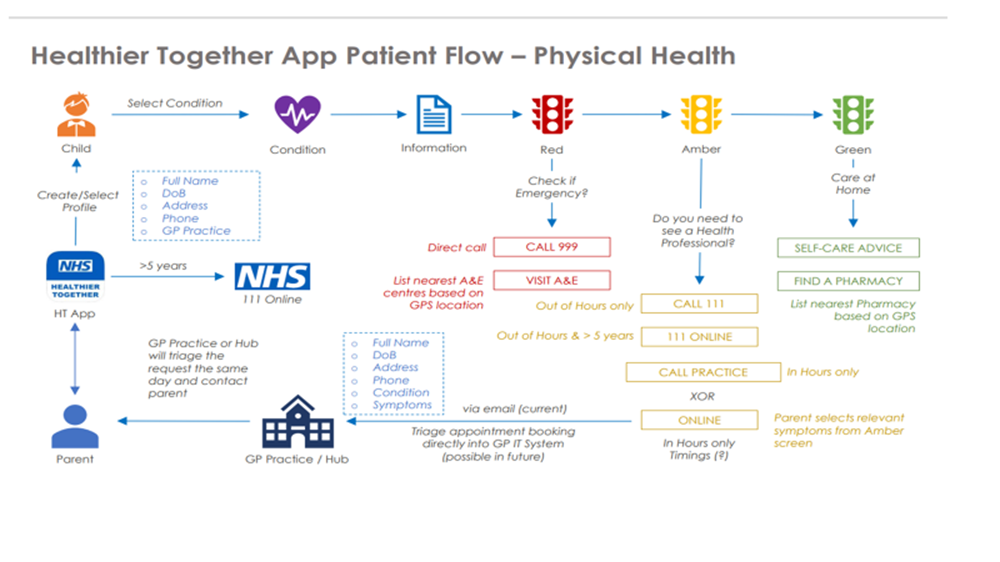 Healthier Together App Patient Flow – Physical Health
Select Condition
Child
Condition
Information
Red
Amber
Green
Create/Select
Profile
o Full Name
o DoB
o Address
o Phone
o GP Practice
Check if
Emergency?
Care at
Home
Do you need to
see a Health
Professional?
Direct call
CALL 999
SELF-CARE ADVICE
NHS
HEALTHIER
TOGETHER
HT App
>5 years
NHS
111 Online
List nearest A&E
centres based on
GPS location
VISIT A&E
FIND A PHARMACY
List nearest Pharmacy
based on GPS
location
Out of Hours only
CALL 111
Out of Hours & > 5 years
111 ONLINE
GP Practice or Hub
will triage the
request the same
day and contact
parent
o Full Name
o DoB
o Address
o Phone
o Condition
o Symptoms
CALL PRACTICE
In Hours only
XOR
via email (current)
ONLINE
Parent selects relevant
symptoms from Amber
screen
Triage appointment booking
directly into GP IT System
(possible in future)
In Hours only
Timings (?)
Parent
GP Practice / Hub